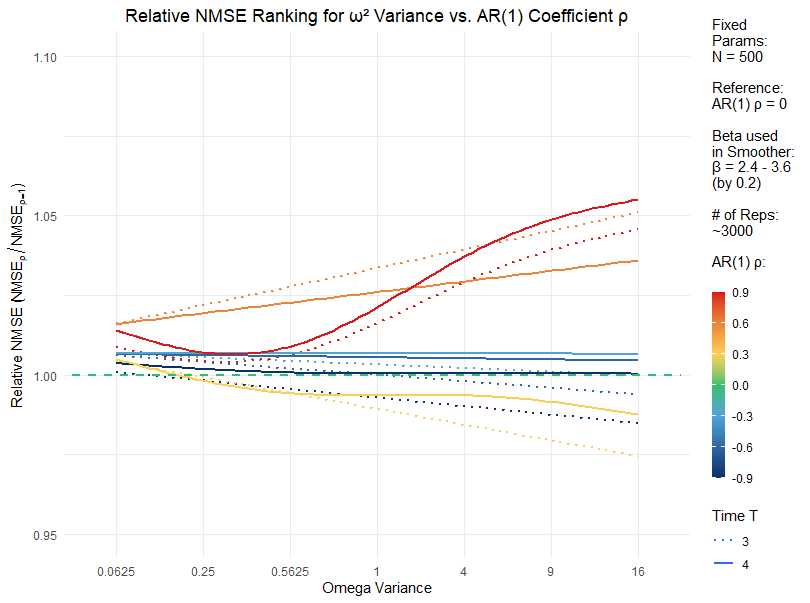 Relative NMSE Ranking for ω² Variance vs. AR(1) Coefficient ρ
Relative NMSE (NMSEρ / NMSEρ=1)
1.10
1.05
1.00
0.95
0.0625
0.25
0.5625
1
4
9
16
Omega Variance
Fixed
Params:
N = 500
Reference:
AR(1) ρ = 0
Beta used
in Smoother:
β = 2.4 - 3.6
(by 0.2)
# of Reps:
~3000
AR(1) ρ:
0.9
0.6
0.3
0.0
-0.3
-0.6
-0.9
Time T
3
4